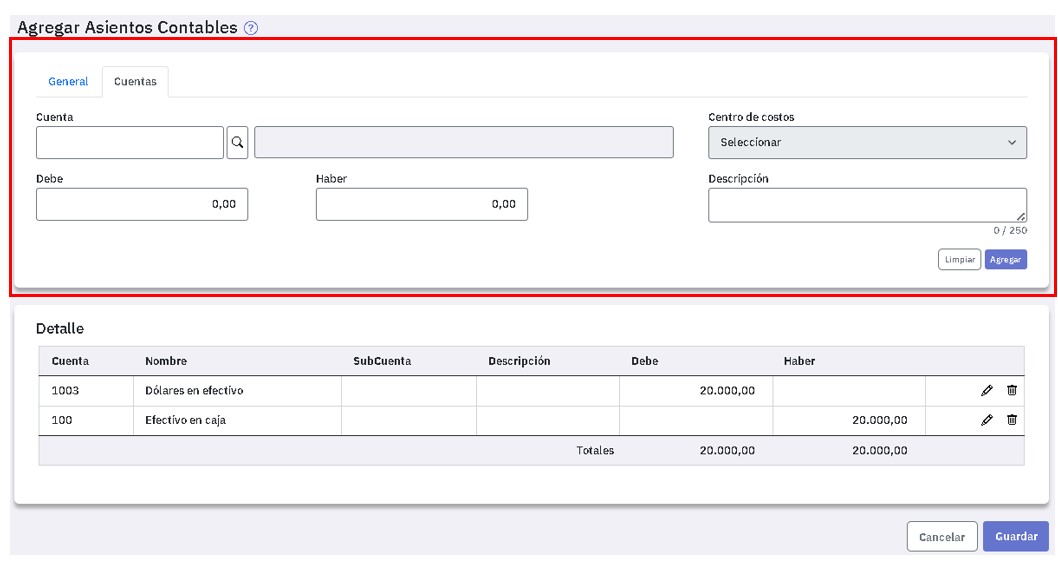 Agregar Asientos Contables ?
General Cuentas
Cuenta Centro de costos
Seleccionar
Debe Haber Descripción
0,00 0,00
0 / 250
Limpiar Agregar
Detalle
Cuenta Nombre SubCuenta Descripción Debe Haber
1003 Dólares en efectivo 20.000,00
100 Efectivo en caja 20.000,00
Totales 20.000,00 20.000,00
Cancelar Guardar